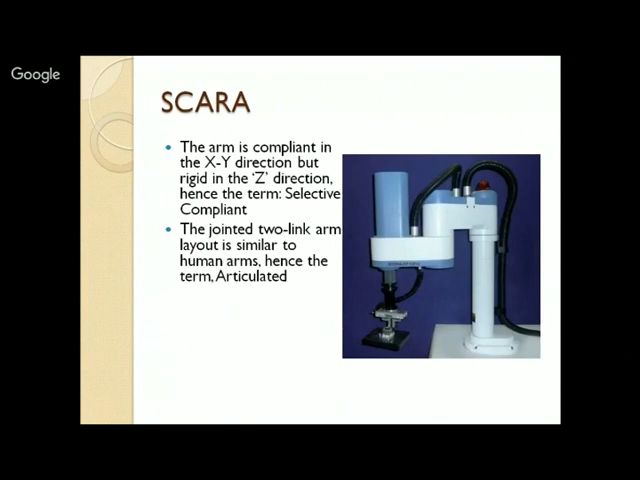 Google
SCARA
The arm is compliant in
the X-Y direction but
rigid in the ‘Z’ direction,
hence the term: Selective
Compliant
The jointed two-link arm
layout is similar to
human arms, hence the
term, Articulated